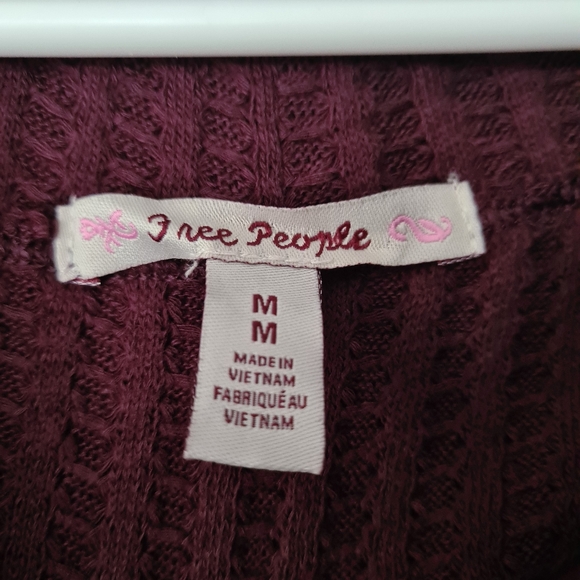 Free People
M
M
MADE IN
VIETNAM
FABRIQUÉ AU
VIETNAM